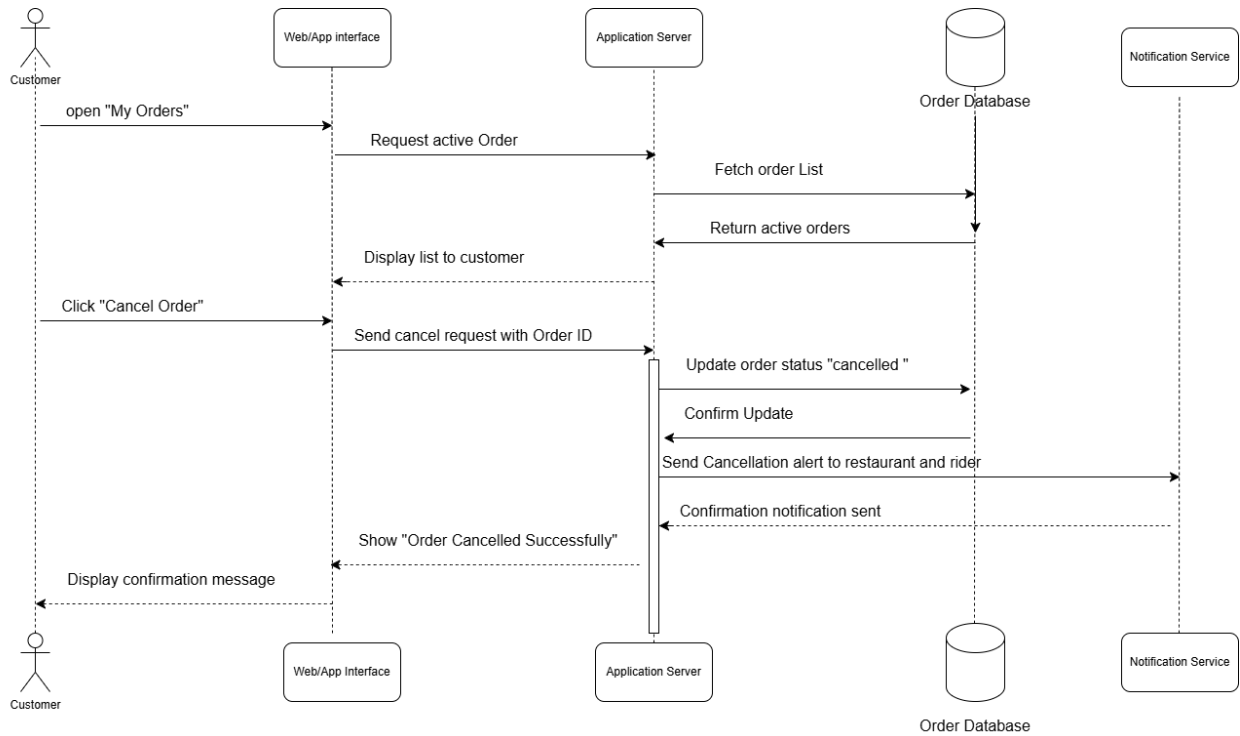 Web/App interface
Application Server
Notification Service
Customer
Order Database
open "My Orders"
Request active Order
Fetch order List
Return active orders
Display list to customer
Click "Cancel Order"
Send cancel request with Order ID
Update order status "cancelled "
Confirm Update
Send Cancellation alert to restaurant and rider
Confirmation notification sent
Show "Order Cancelled Successfully"
Display confirmation message
Web/App Interface
Application Server
Notification Service
Customer
Order Database